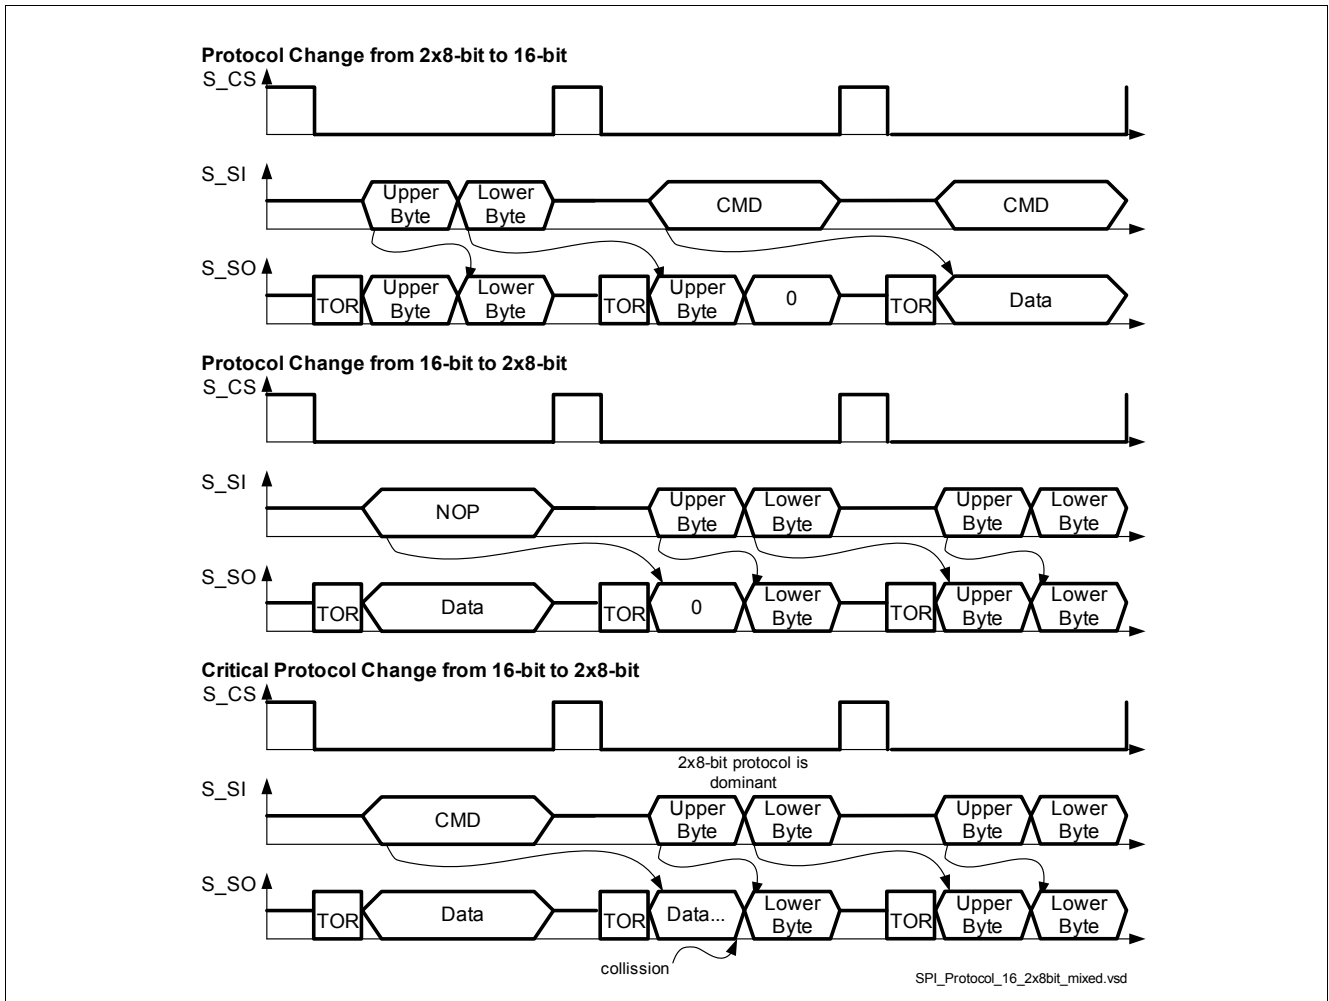 Protocol Change from 2x8-bit to 16-bit
S_CS
S_SI
Upper
Byte
Lower
Byte
CMD
CMD
S_SO
TOR
Upper
Byte
Lower
Byte
TOR
Upper
Byte
0
TOR
Data
Protocol Change from 16-bit to 2x8-bit
S_CS
S_SI
NOP
Upper
Byte
Lower
Byte
Upper
Byte
Lower
Byte
S_SO
TOR
Data
TOR
0
Lower
Byte
TOR
Upper
Byte
Lower
Byte
Critical Protocol Change from 16-bit to 2x8-bit
S_CS
2x8-bit protocol is
dominant
S_SI
CMD
Upper
Byte
Lower
Byte
Upper
Byte
Lower
Byte
S_SO
TOR
Data
TOR
Data...
Lower
Byte
TOR
Upper
Byte
Lower
Byte
collission
SPI_Protocol_16_2x8bit_mixed.vsd